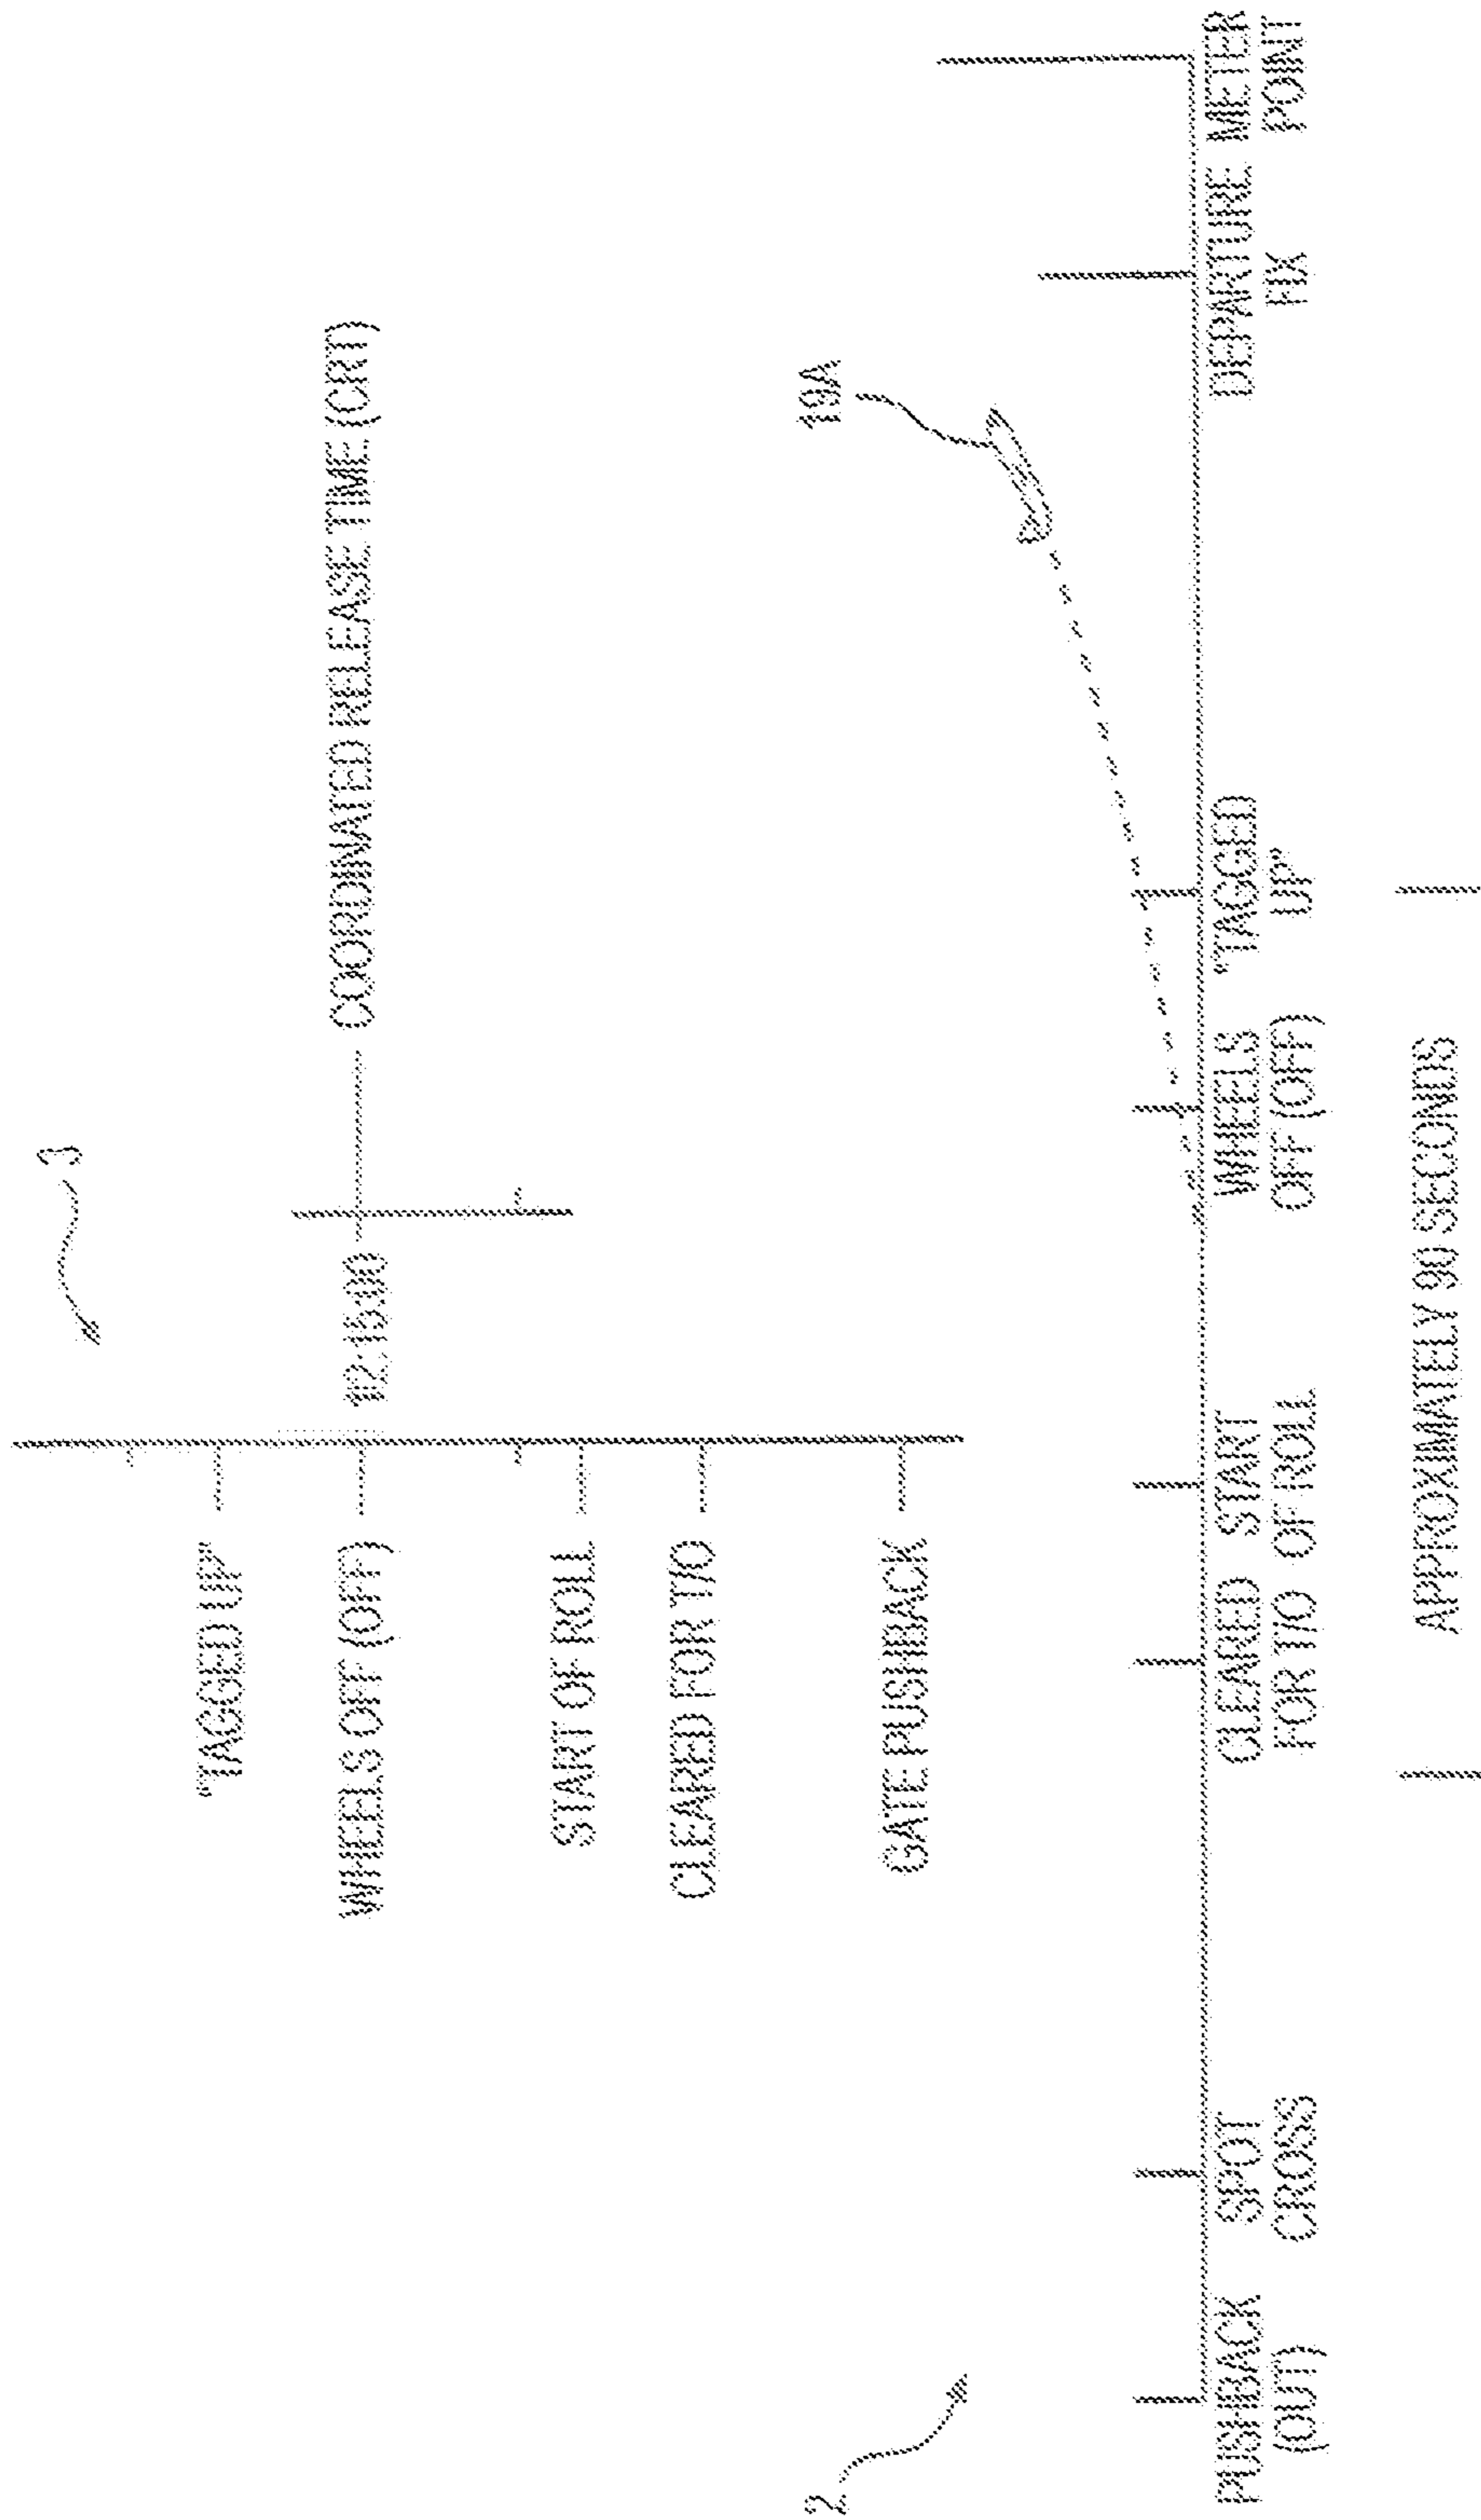 3
"TAGGED UP"
WHEELS OFF (OFF)
12:15:00
COORDINATED RELEASE TIME (CRT)
START OF ROLL
CLEARED FOR T/O
GATE PUSHBACK
2
19A
PUSHBACK
(OUT)
SPOT
CROSS
CLEARED
FOR T/O
START
OF ROLL
WHEELS
OFF (OFF)
"TAGGED
UP"
DEPARTURE
FIX
METER
POINT
APPROXIMATELY 90 SECONDS